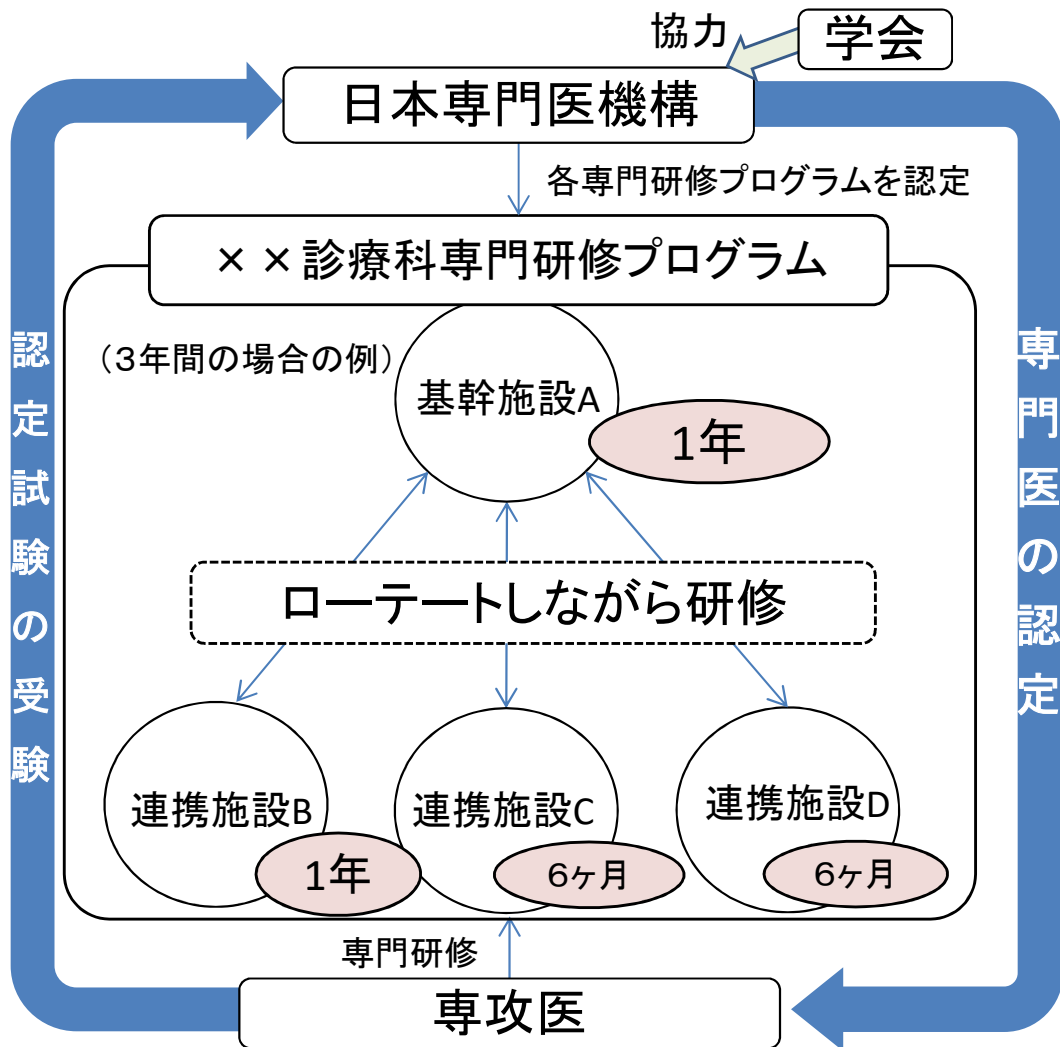 協力
学会
日本専門医機構
各専門研修プログラムを認定
××診療科専門研修プログラム
(3年間の場合の例)
基幹施設A
1年
ローテートしながら研修
連携施設B
1年
連携施設C
6ヶ月
連携施設D
6ヶ月
専門研修
専攻医
認定試験の受験
専門医の認定